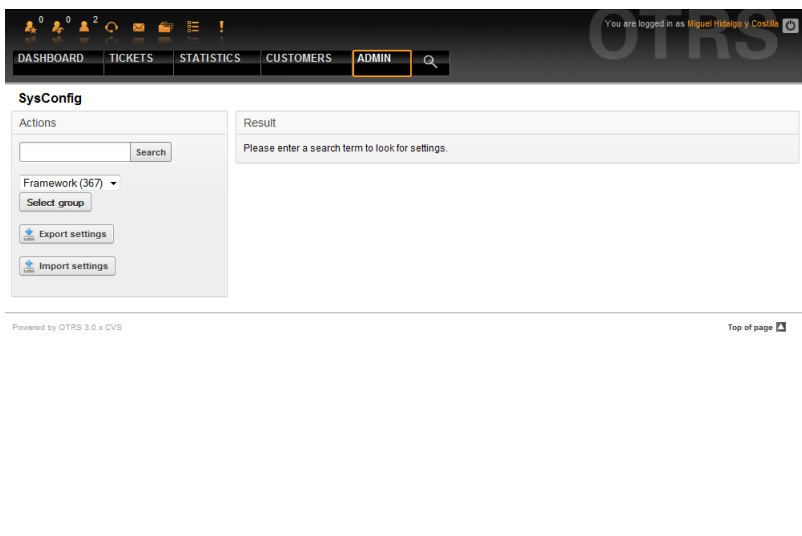 0 0 2
You are logged in as Miguel Hidalgo y Costilla
OTRS
DASHBOARD TICKETS STATISTICS CUSTOMERS ADMIN
SysConfig
Actions
Search
Framework (367)
Select group
Export settings
Import settings
Result
Please enter a search term to look for settings.
Powered by OTRS 3.0.x CVS
Top of page